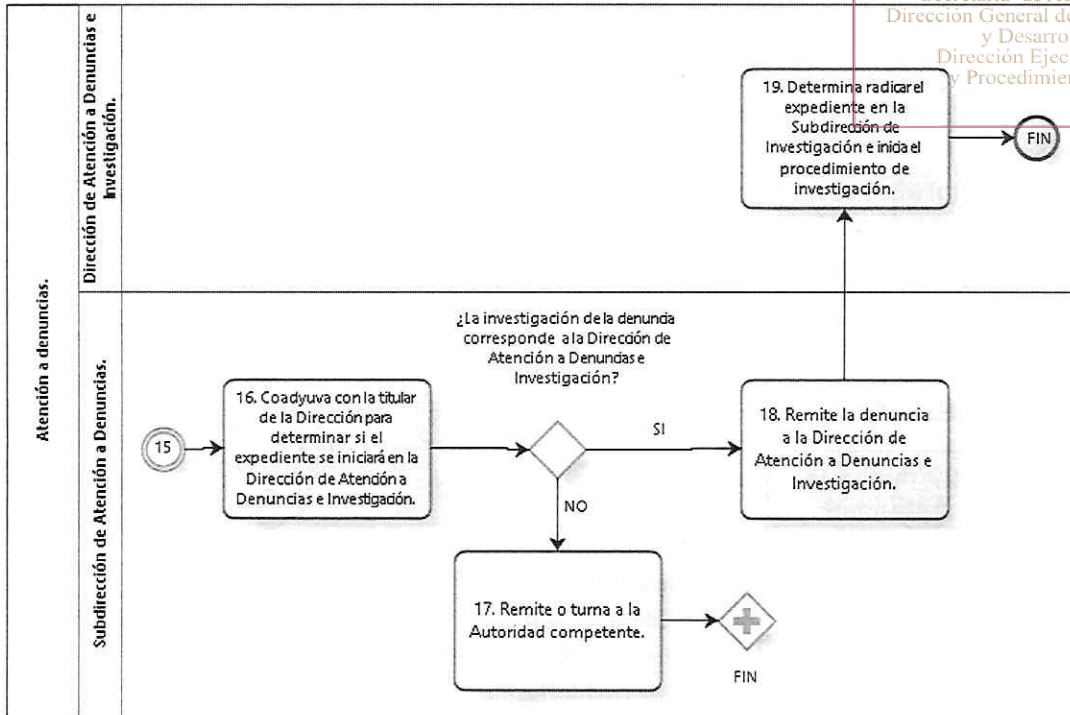 Dirección General de
y Desarro
Dirección Ejec
y Procedimie
Atención a denuncias.
Dirección de Atención a Denuncias e
Investigación.
19. Determina radicar el
expediente en la
Subdirección de
Investigación e inicia el
procedimiento de
investigación.
FIN
Subdirección de Atención a Denuncias.
¿La investigación de la denuncia
corresponde a la Dirección de
Atención a Denuncias e
Investigación?
15
16. Coadyuva con la titular
de la Dirección para
determinar si el
expediente se iniciará en la
Dirección de Atención a
Denuncias e Investigación.
SI
18. Remite la denuncia
a la Dirección de
Atención a Denuncias e
Investigación.
NO
17. Remite o turna a la
Autoridad competente.
FIN